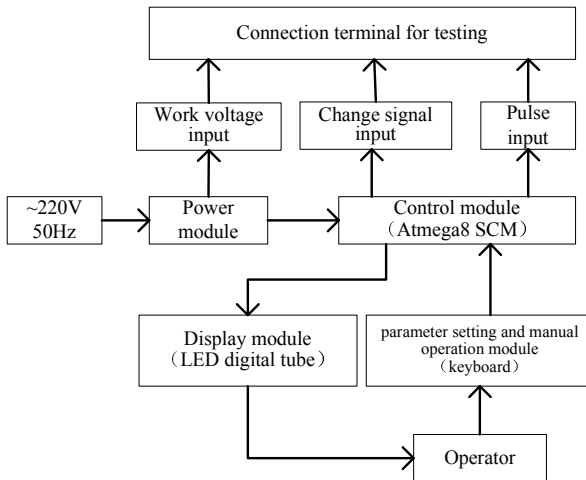 Connection terminal for testing
Work voltage
input
Change signal
input
Pulse
input
~220V
50Hz
Power
module
Control module
（Atmega8 SCM）
Display module
（LED digital tube）
parameter setting and manual
operation module
（keyboard）
Operator